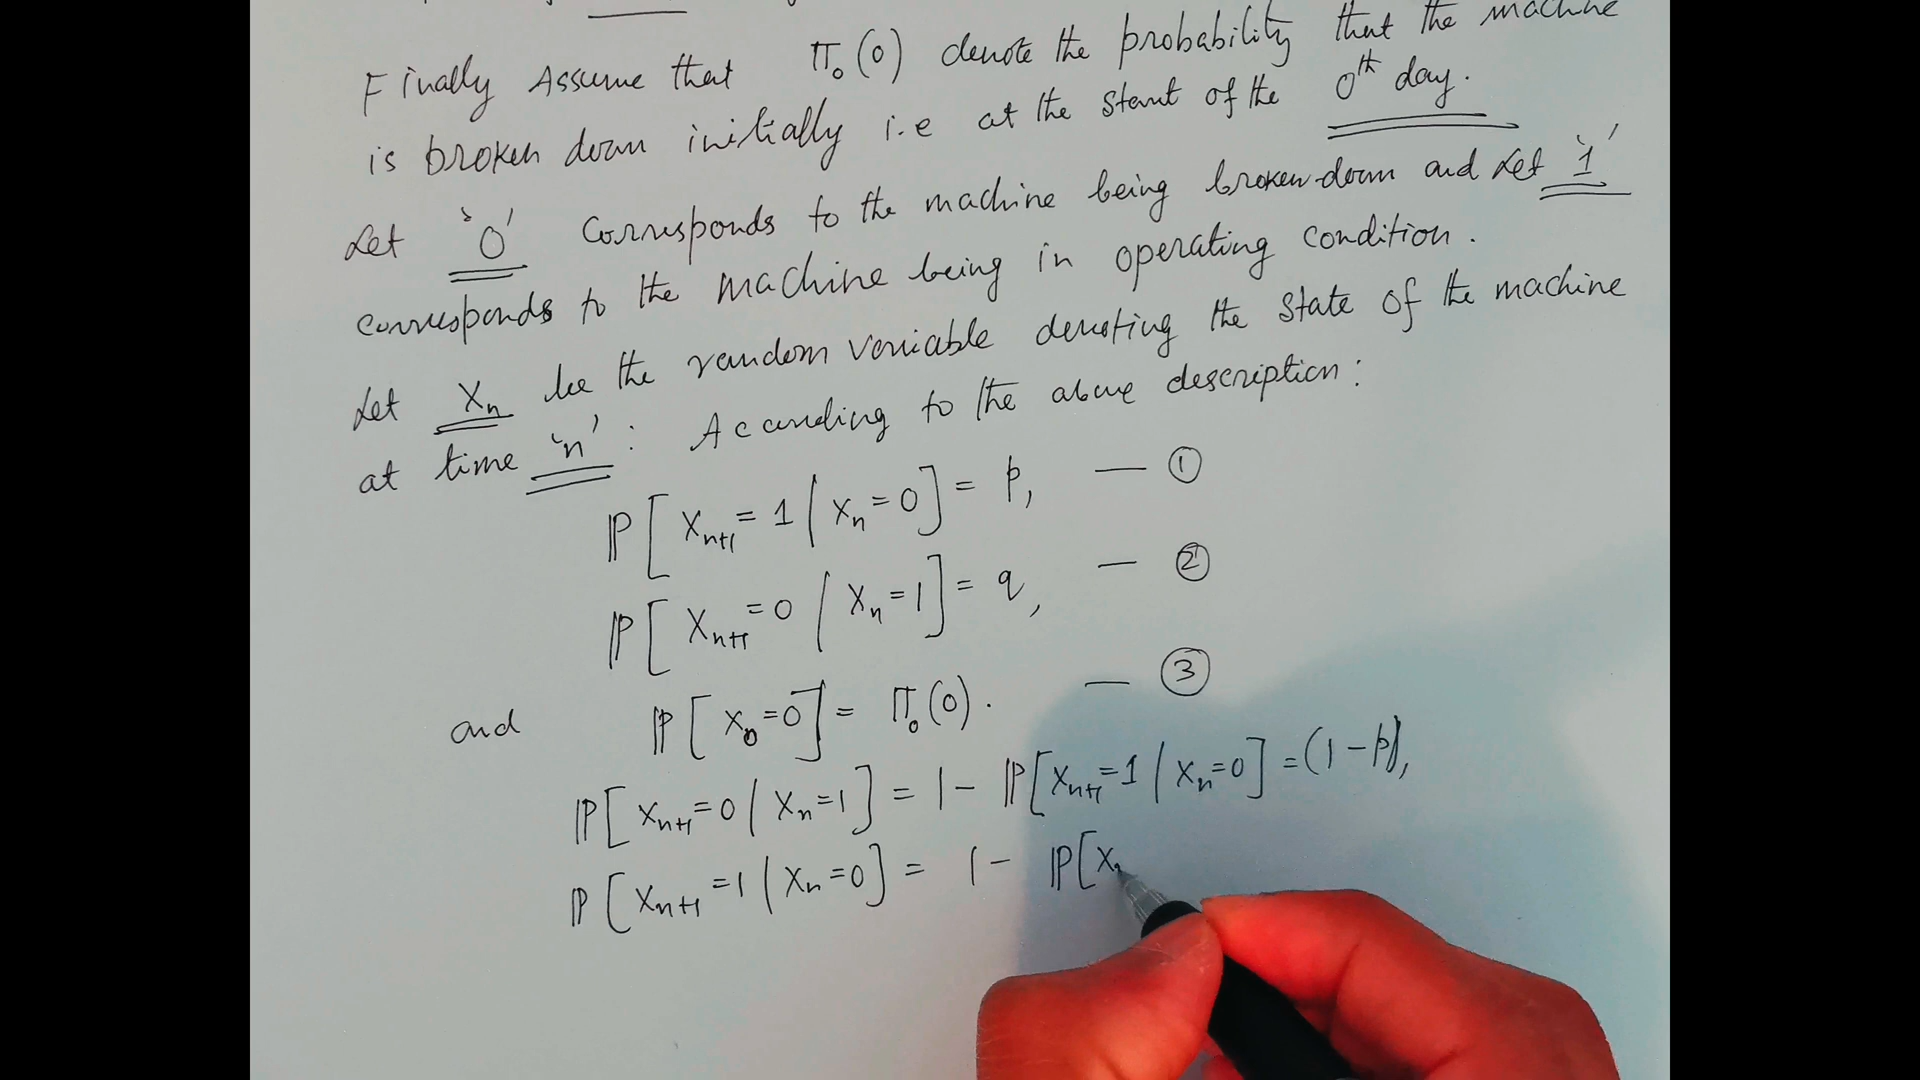 Finally Assume that Π₀(0) denote the probability that the machine
is broken down initially i.e at the start of the 0th day.
Let '0' corresponds to the machine being broken down and Let '1'
corresponds to the machine being in operating condition.
Let Xn be the random variable denoting the state of the machine
at time 'n' : According to the above description:
ℙ[Xn+1 = 1 / Xn = 0] = p, — ①
ℙ[Xn+1 = 0 / Xn = 1] = q, — ②
and ℙ[X0 = 0] = Π₀(0). — ③
ℙ[Xn+1 = 0 / Xn = 1] = 1 - ℙ[Xn+1 = 1 / Xn = 0] = (1 - p),
ℙ[Xn+1 = 1 / Xn = 0] = 1 - ℙ[Xn